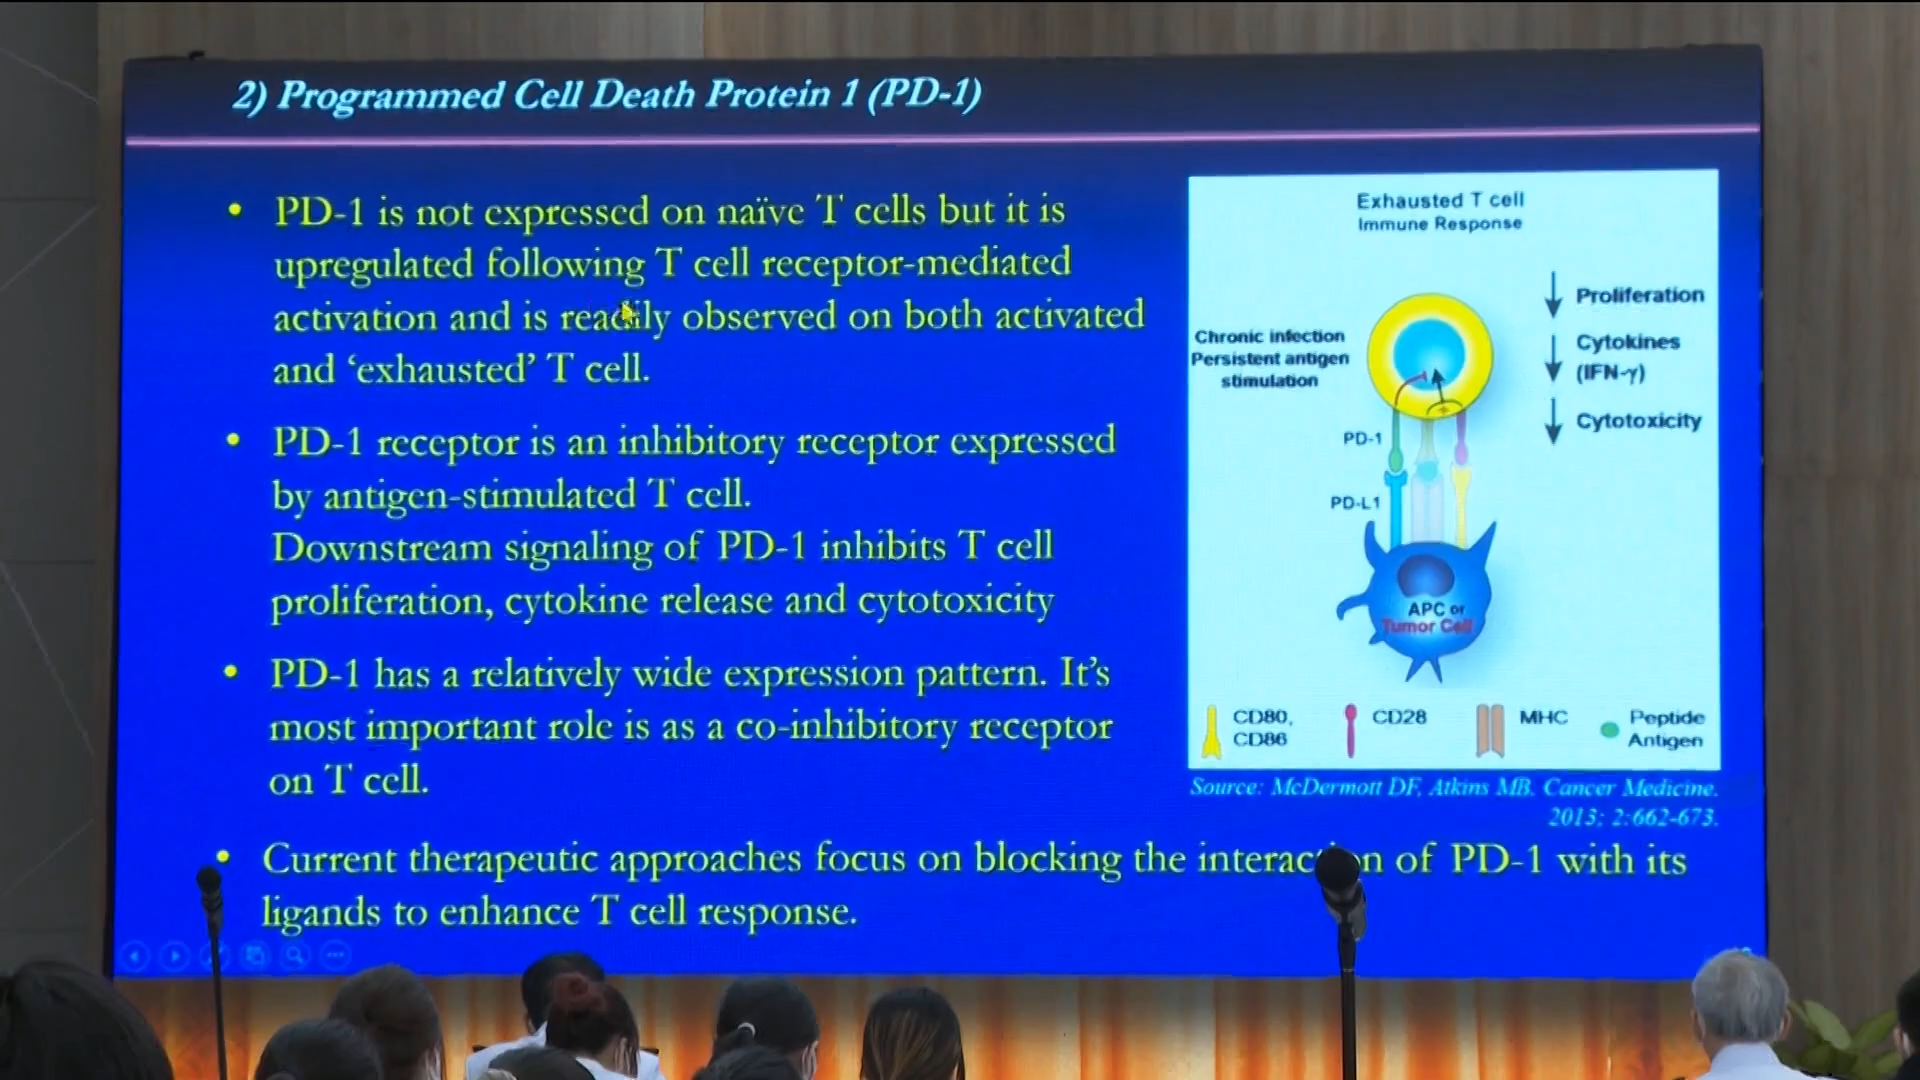 2) Programmed Cell Death Protein 1 (PD-1)
• PD-1 is not expressed on naïve T cells but it is
upregulated following T cell receptor-mediated
activation and is readily observed on both activated
and ‘exhausted’ T cell.
• PD-1 receptor is an inhibitory receptor expressed
by antigen-stimulated T cell.
Downstream signaling of PD-1 inhibits T cell
proliferation, cytokine release and cytotoxicity
• PD-1 has a relatively wide expression pattern. It’s
most important role is as a co-inhibitory receptor
on T cell.
• Current therapeutic approaches focus on blocking the interaction of PD-1 with its
ligands to enhance T cell response.
Exhausted T cell
Immune Response
Chronic infection
Persistent antigen
stimulation
Proliferation
Cytokines
(IFN-γ)
Cytotoxicity
PD-1
PD-L1
APC or
Tumor Cell
CD80,
CD86
CD28
MHC
Peptide
Antigen
Source: McDermott DF, Atkins MB. Cancer Medicine.
2013; 2:662-673.